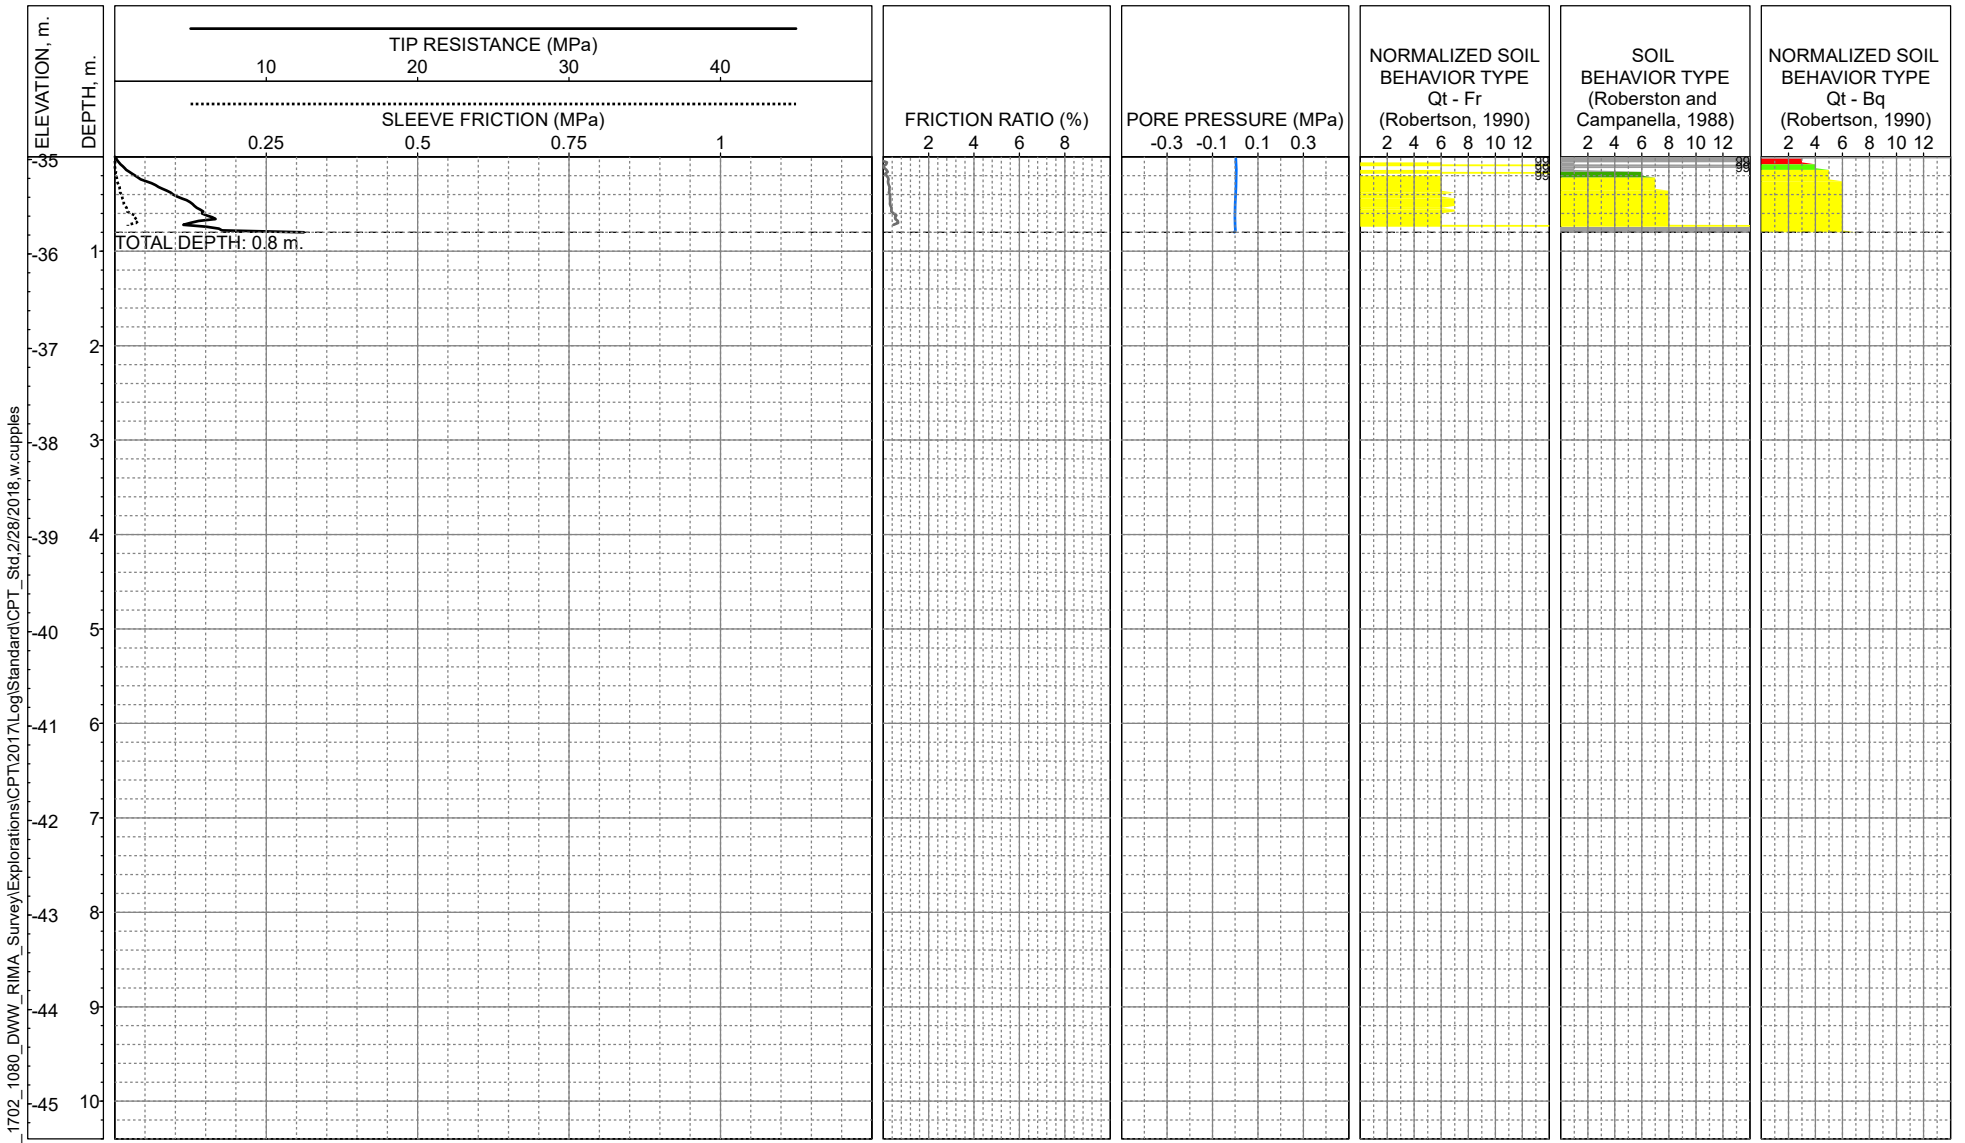 ELEVATION, m.
DEPTH, m.
TIP RESISTANCE (MPa)
10 20 30 40
SLEEVE FRICTION (MPa)
0.25 0.5 0.75 1
FRICTION RATIO (%)
2 4 6 8
PORE PRESSURE (MPa)
-0.3 -0.1 0.1 0.3
NORMALIZED SOIL
BEHAVIOR TYPE
Qt - Fr
(Robertson, 1990)
2 4 6 8 10 12
SOIL
BEHAVIOR TYPE
(Roberston and
Campanella, 1988)
2 4 6 8 10 12
NORMALIZED SOIL
BEHAVIOR TYPE
Qt - Bq
(Robertson, 1990)
2 4 6 8 10 12
-35
99
99
99
99
TOTAL DEPTH: 0.8 m.
1
-36
2
-37
3
-38
4
-39
5
-40
6
-41
7
-42
8
-43
9
-44
10
-45
_1702_1080_DWW_RIMA_Survey\Explorations\CPT\2017\Log\Standard\CPT_Std,2/28/2018,w.cupples